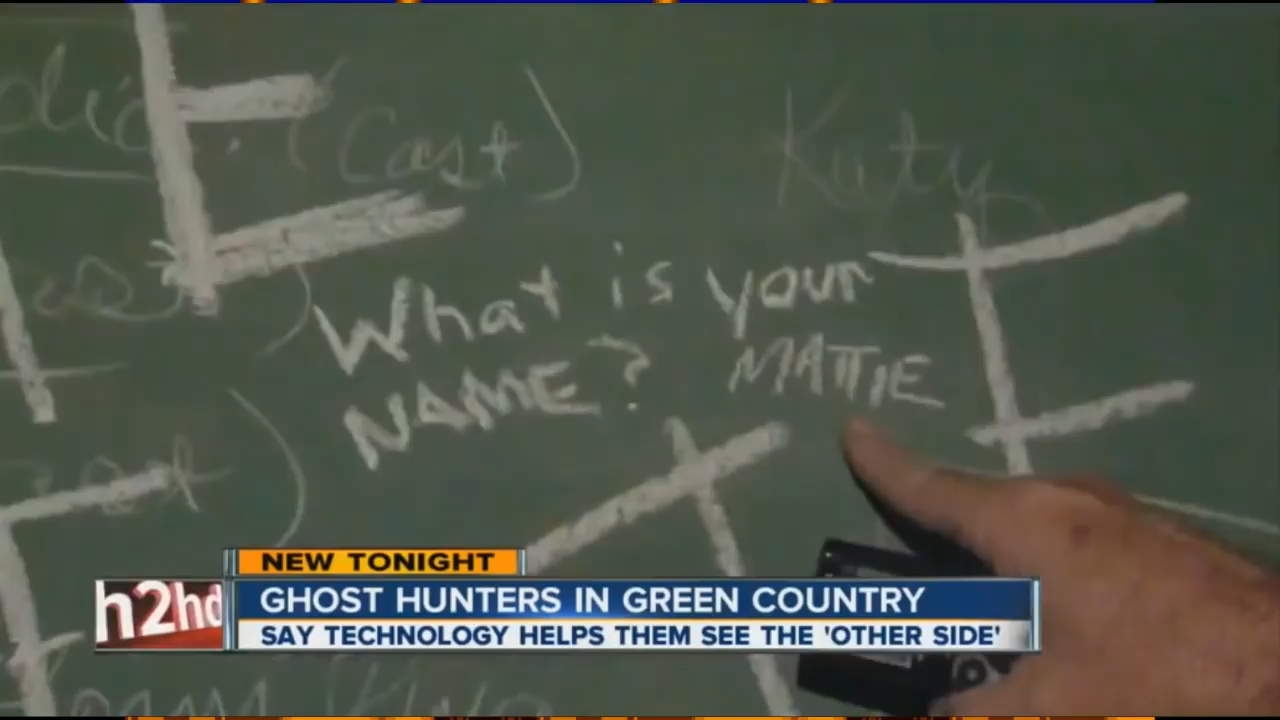 (Cast) Katy
What is your
NAME? MATTIE
NEW TONIGHT
h2hd
GHOST HUNTERS IN GREEN COUNTRY
SAY TECHNOLOGY HELPS THEM SEE THE 'OTHER SIDE'